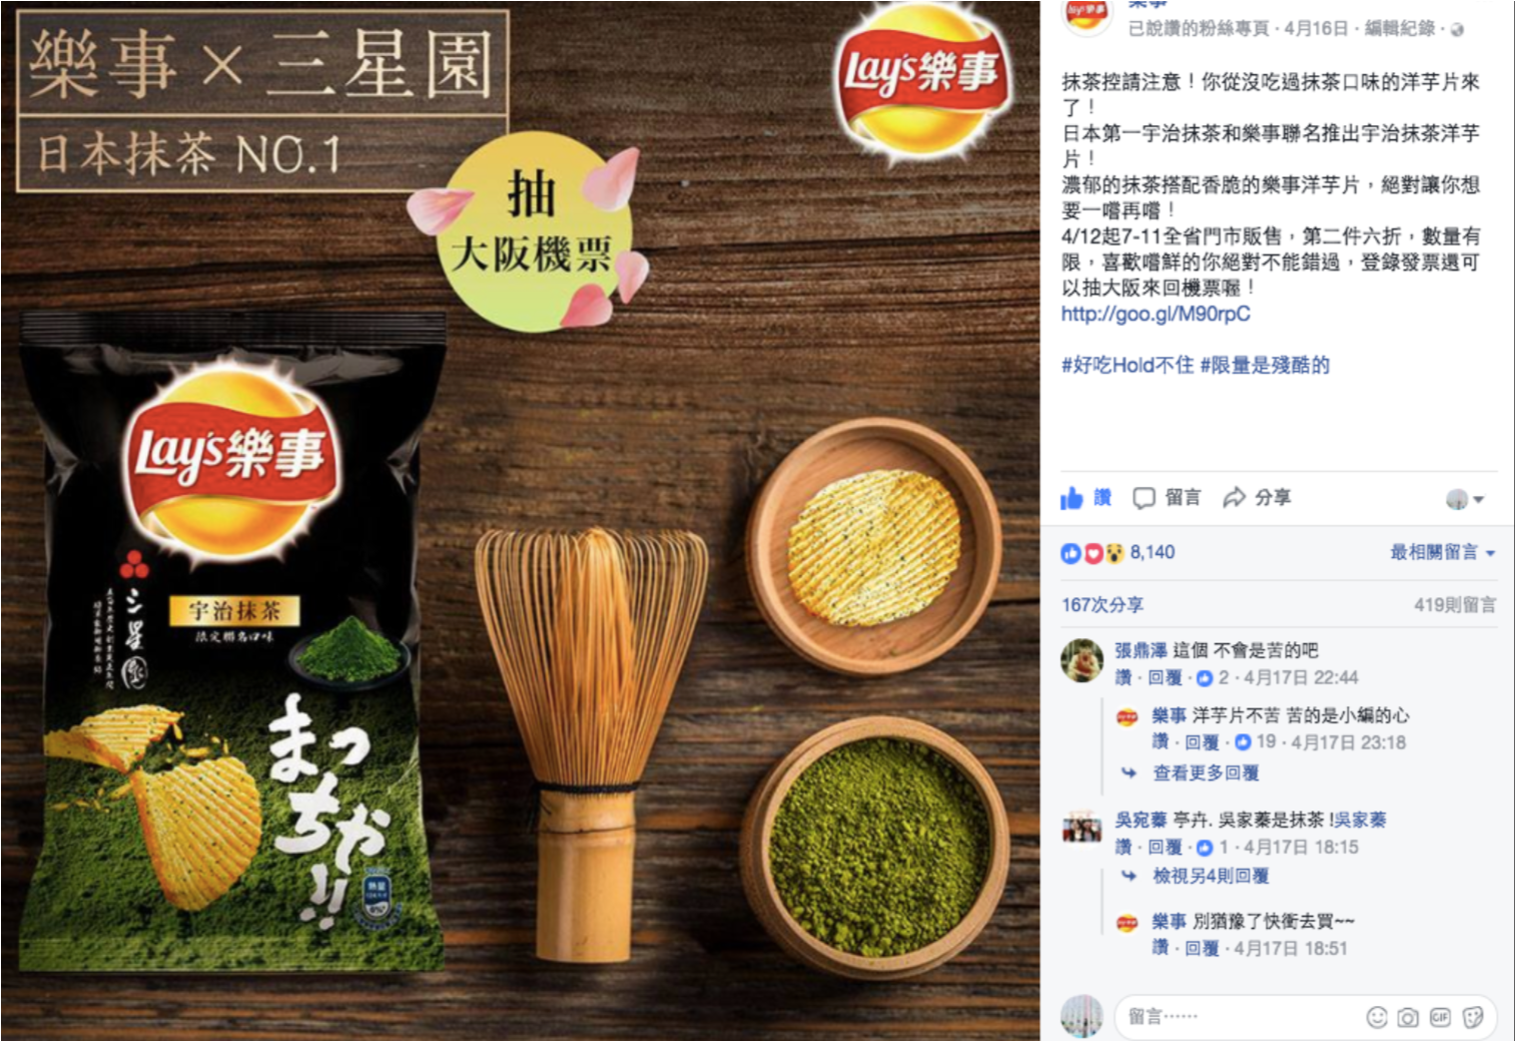 樂事×三星園
日本抹茶 NO.1
抽
大阪機票
Lay's樂事
Lay's樂事
三星園
宇治抹茶
限定聯名口味
まっちゃ!!
樂事
已說讚的粉絲專頁 · 4月16日 · 編輯紀錄 ·
抹茶控請注意！你從沒吃過抹茶口味的洋芋片來
了！
日本第一宇治抹茶和樂事聯名推出宇治抹茶洋芋
片！
濃郁的抹茶搭配香脆的樂事洋芋片，絕對讓你想
要一嚐再嚐！
4/12起7-11全省門市販售，第二件六折，數量有
限，喜歡嚐鮮的你絕對不能錯過，登錄發票還可
以抽大阪來回機票喔！
http://goo.gl/M90rpC
#好吃Hold不住 #限量是殘酷的
讚 留言 分享
8,140 最相關留言
167次分享 419則留言
張鼎澤 這個 不會是苦的吧
讚 · 回覆 · 2 · 4月17日 22:44
樂事 洋芋片不苦 苦的是小編的心
讚 · 回覆 · 19 · 4月17日 23:18
查看更多回覆
吳宛蓁 亭卉. 吳家蓁是抹茶 !吳家蓁
讚 · 回覆 · 1 · 4月17日 18:15
檢視另4則回覆
樂事 別猶豫了快衝去買~~
讚 · 回覆 · 4月17日 18:51
留言……
GIF